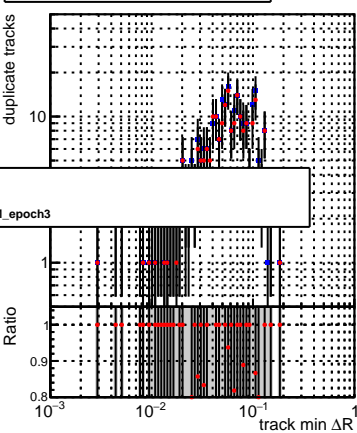 duplicate tracks
10
l_epoch3
1
Ratio
1
0.9
0.8
10⁻³ 10⁻² 10⁻¹ 1
track min ΔR